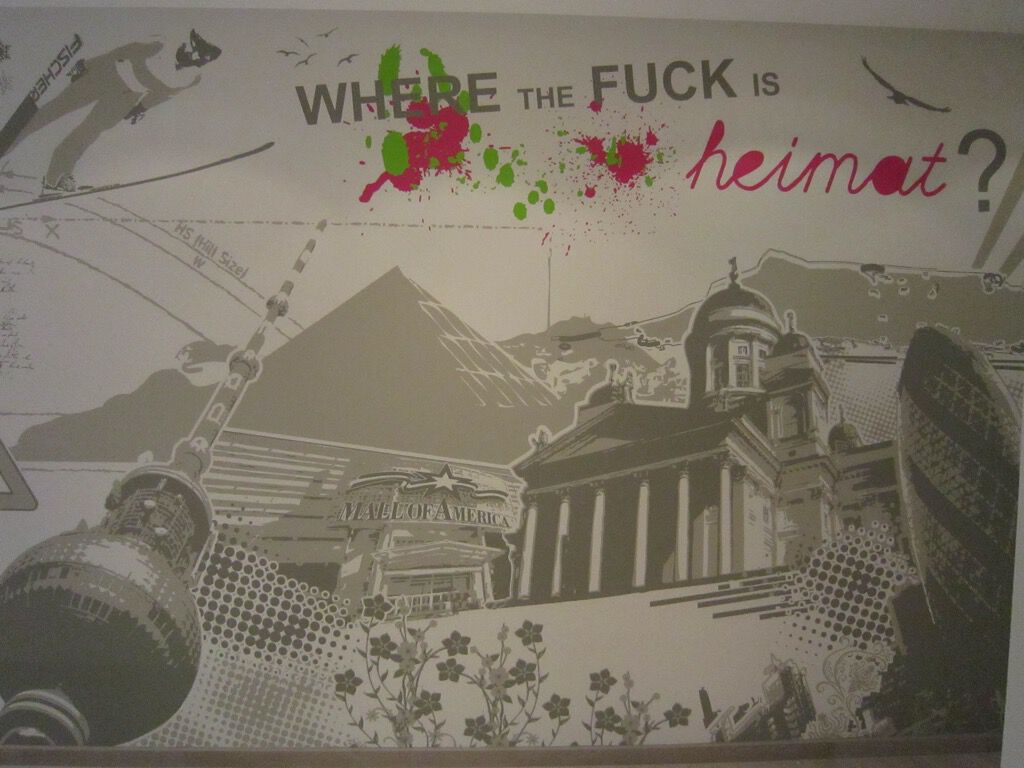 FISCHER
WHERE THE FUCK IS
heimat?
HS (Hill Size)
W
X
MALL OF AMERICA